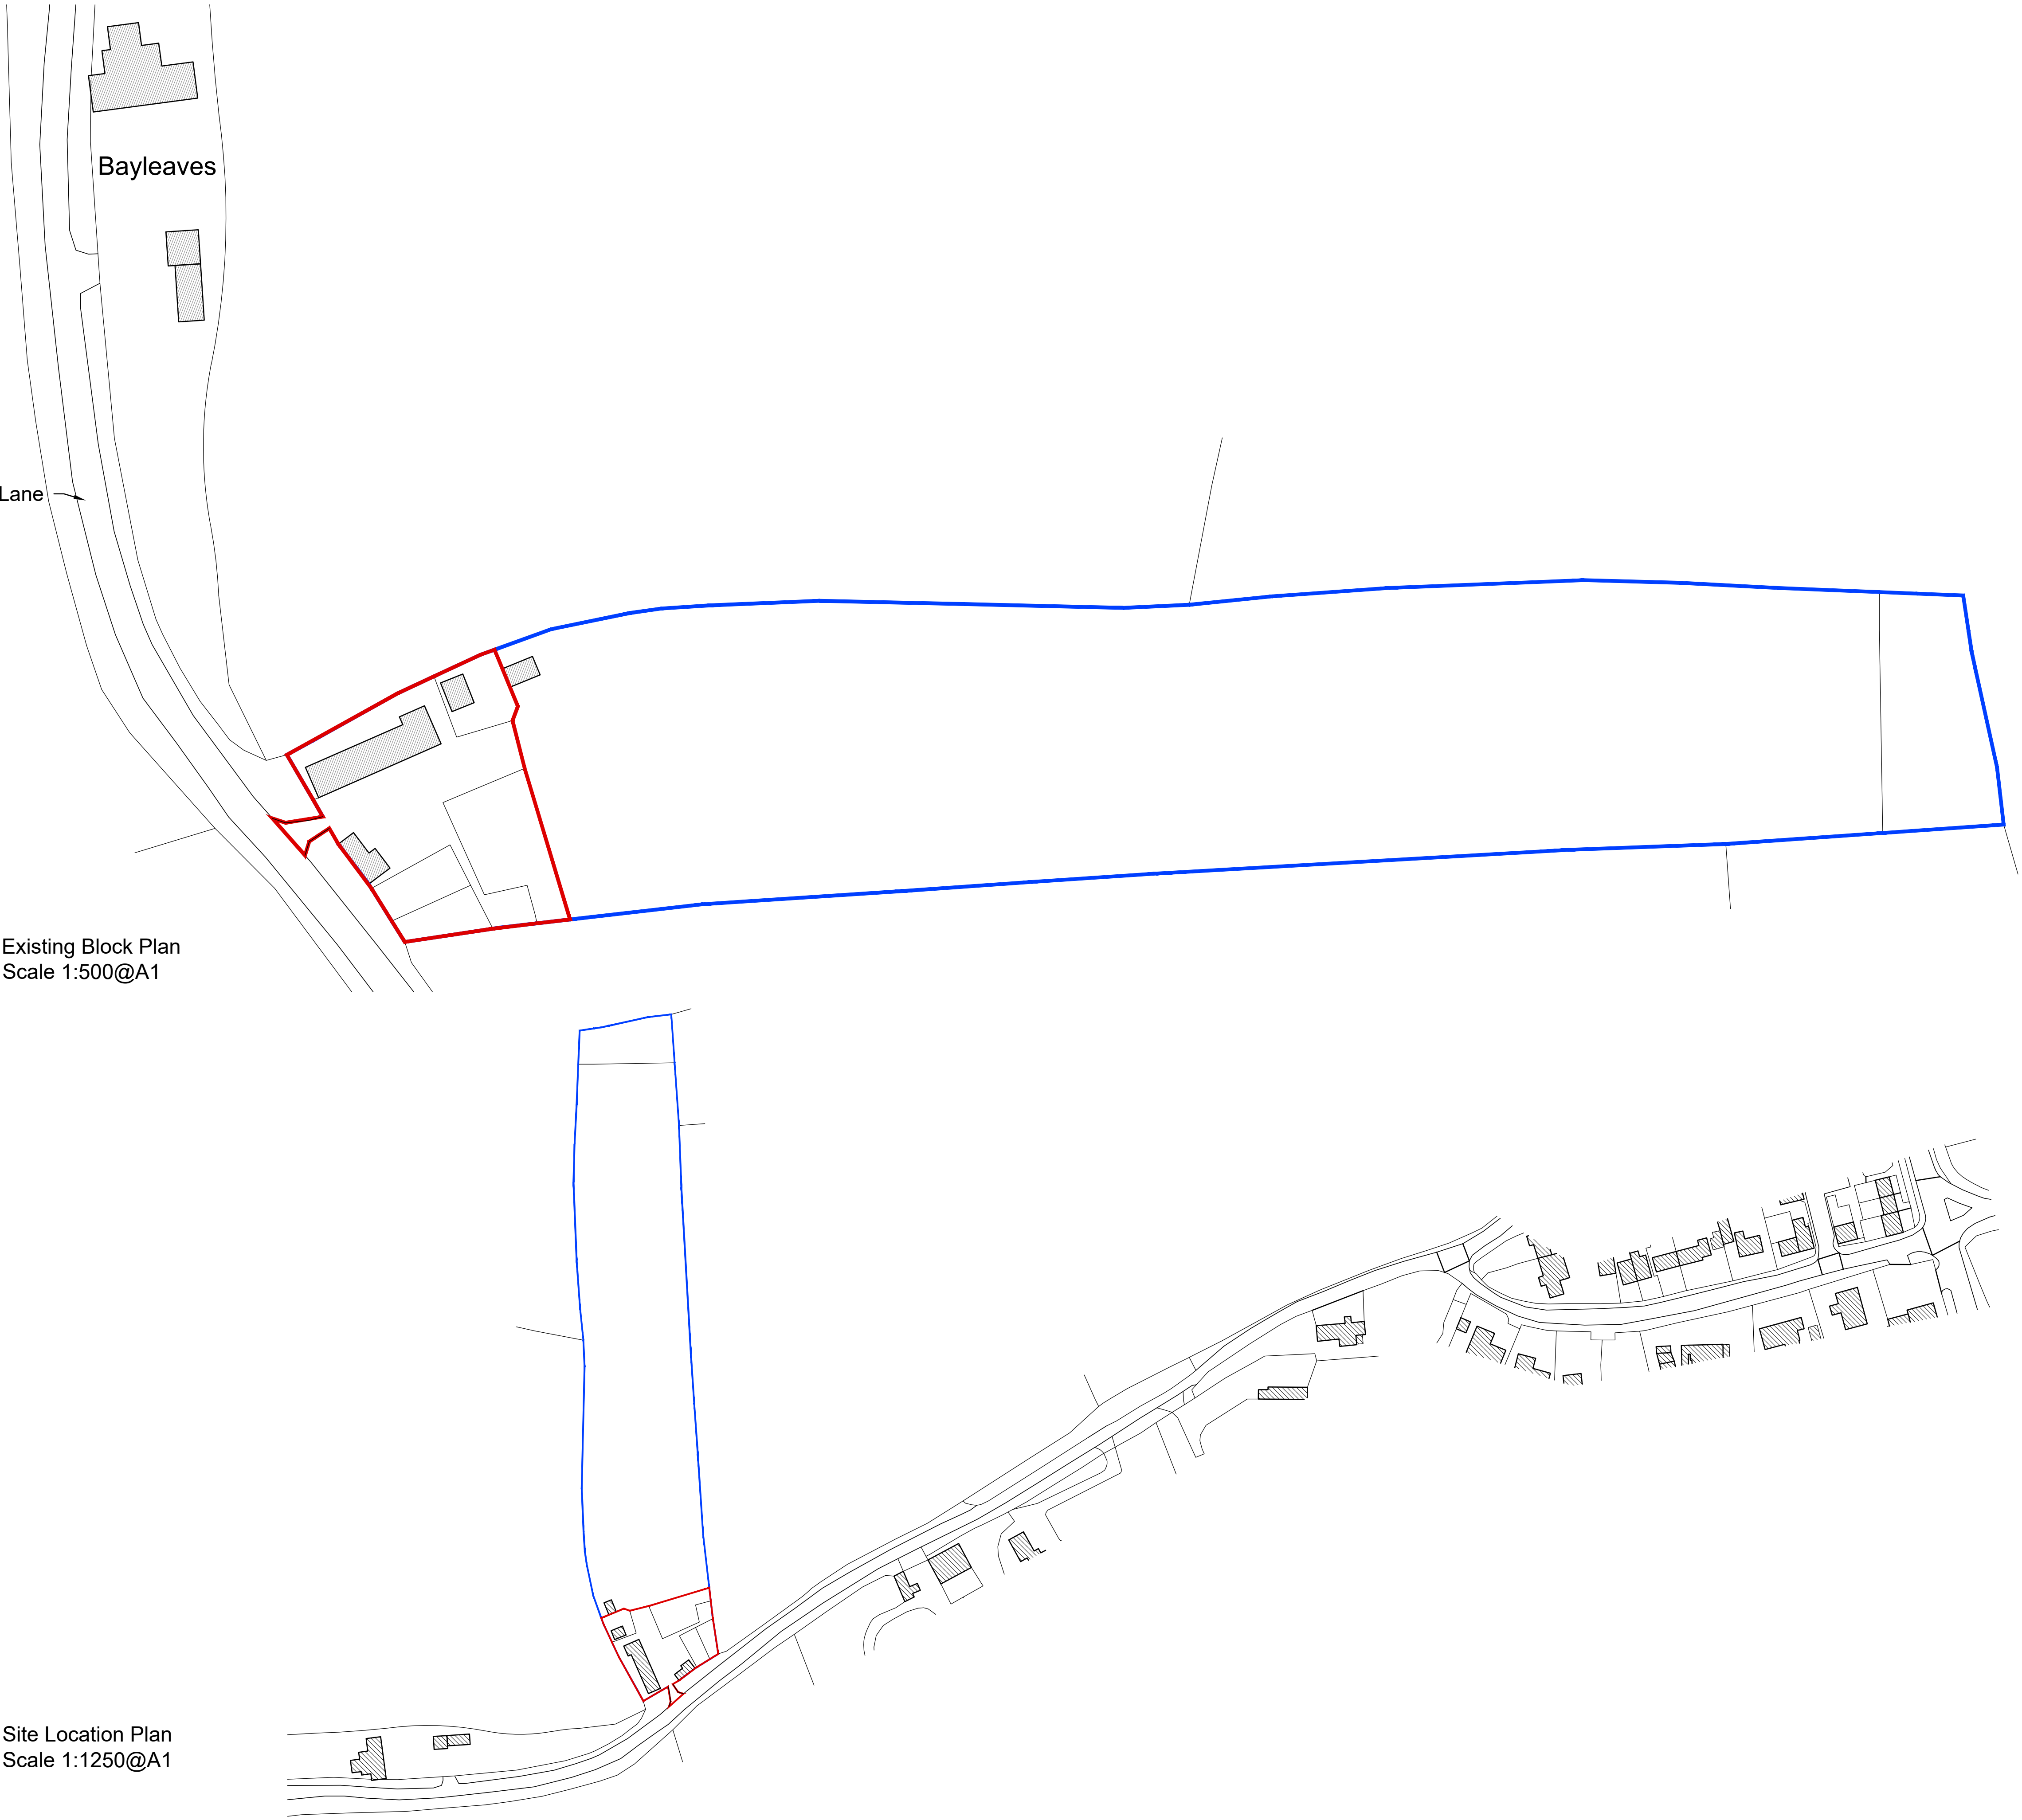 Bayleaves
Lane
Existing Block Plan
Scale 1:500@A1
Site Location Plan
Scale 1:1250@A1